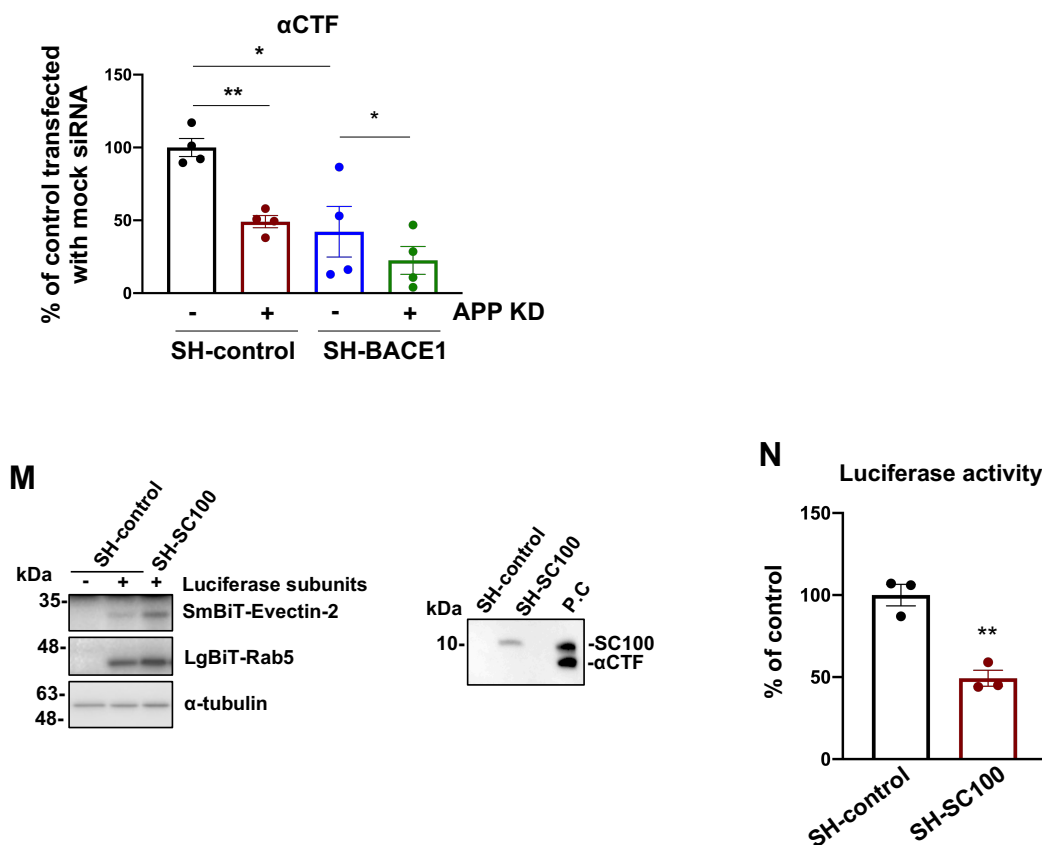 αCTF
% of control transfected
with mock siRNA
150
100
50
0
*
**
*
- + - + APP KD
SH-control SH-BACE1
M
SH-control
SH-SC100
kDa
- + + Luciferase subunits
35-
SmBiT-Evectin-2
48-
LgBiT-Rab5
63-
48-
α-tubulin
SH-control
SH-SC100
P.C
kDa
10-
-SC100
-αCTF
N
Luciferase activity
% of control
150
100
50
0
**
SH-control
SH-SC100